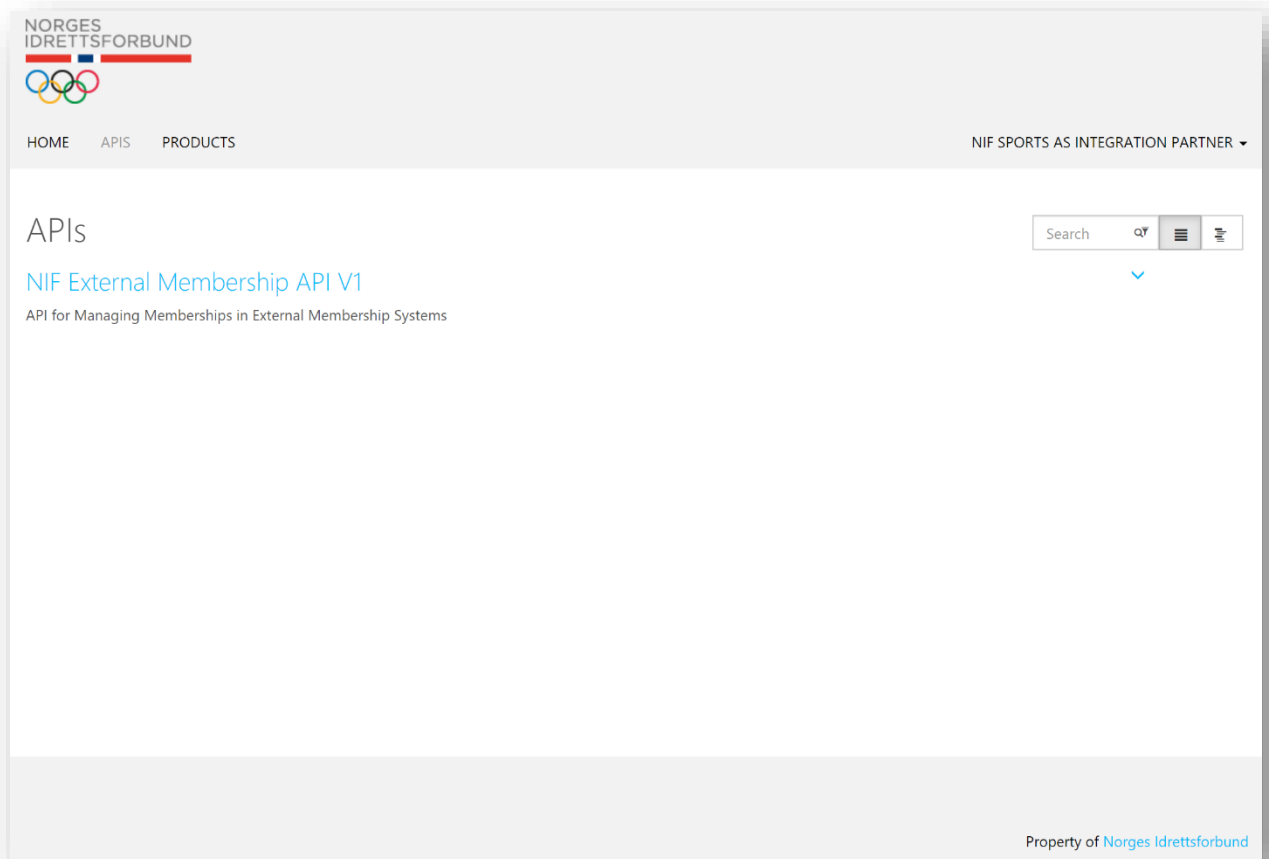 NORGES
IDRETTSFORBUND
HOME APIS PRODUCTS NIF SPORTS AS INTEGRATION PARTNER
APIs
Search
NIF External Membership API V1
API for Managing Memberships in External Membership Systems
Property of Norges Idrettsforbund